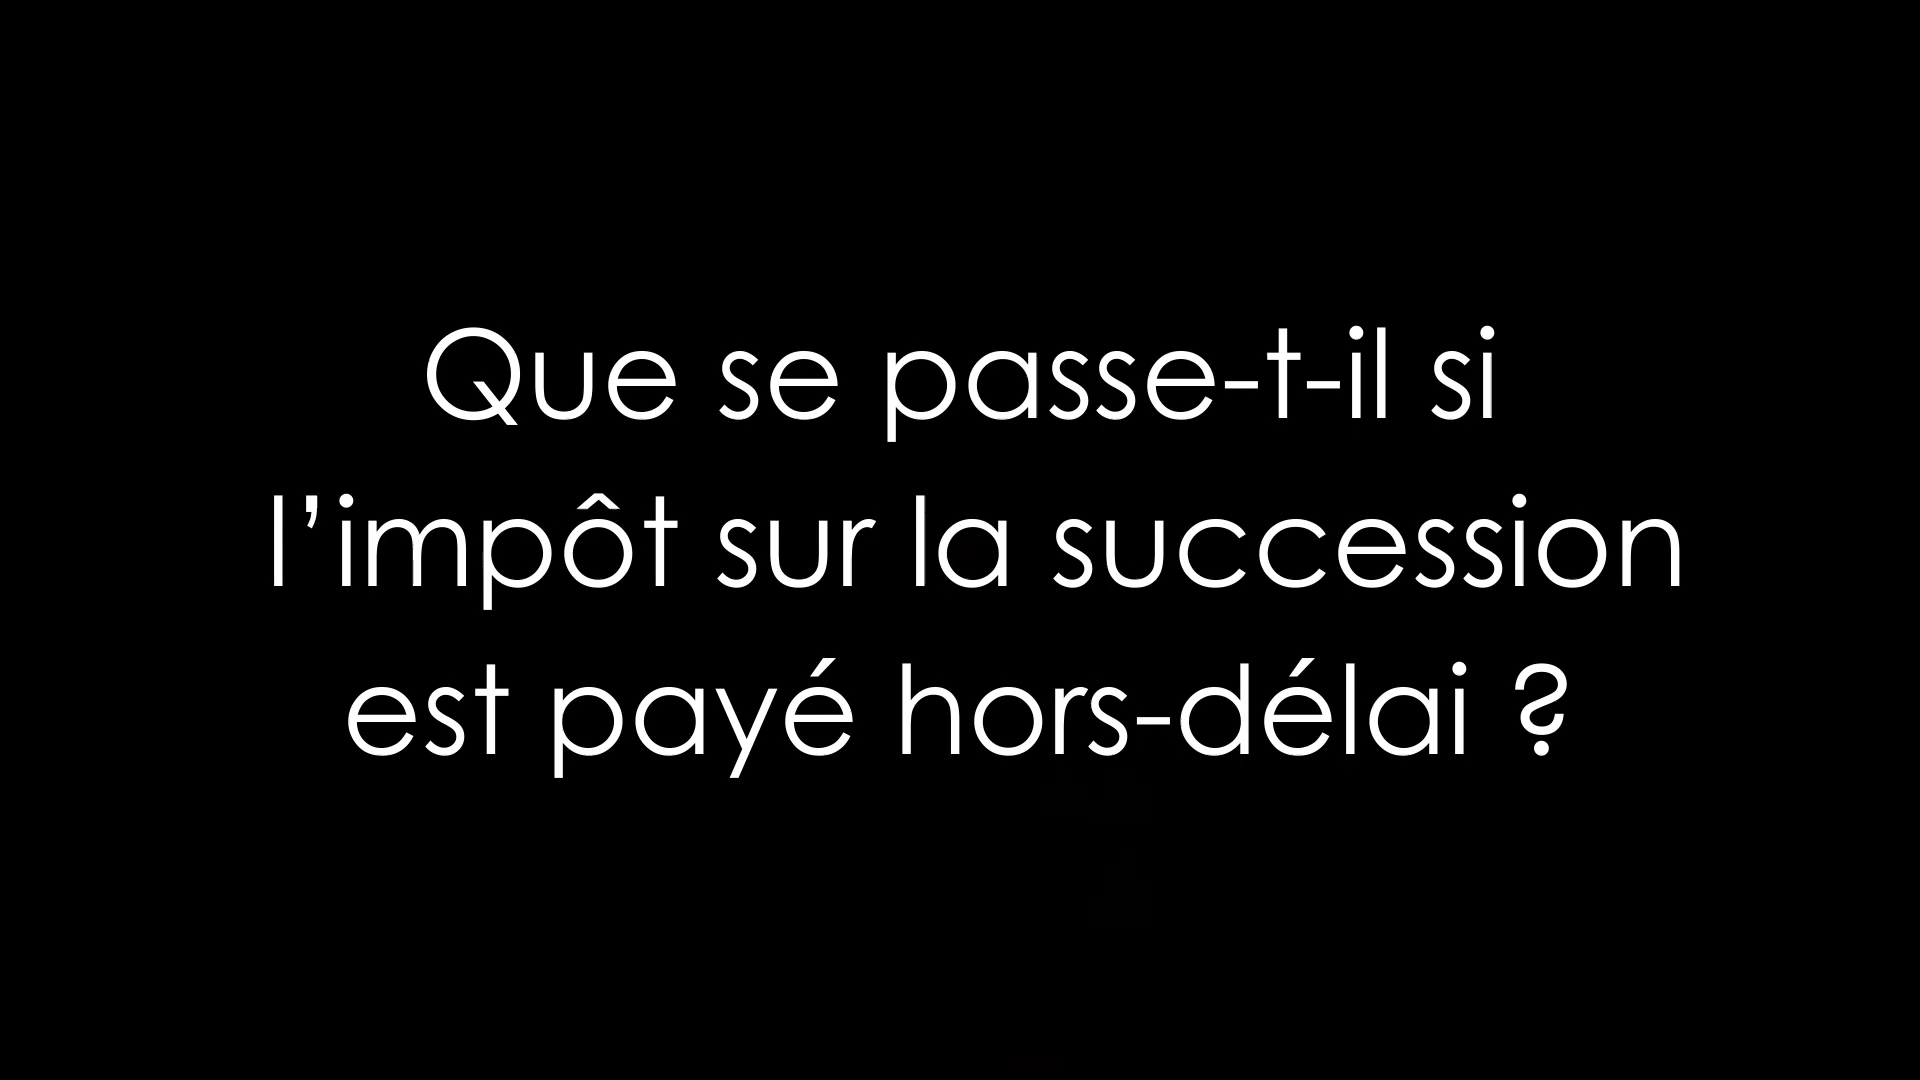 Que se passe-t-il si
l’impôt sur la succession
est payé hors-délai ?